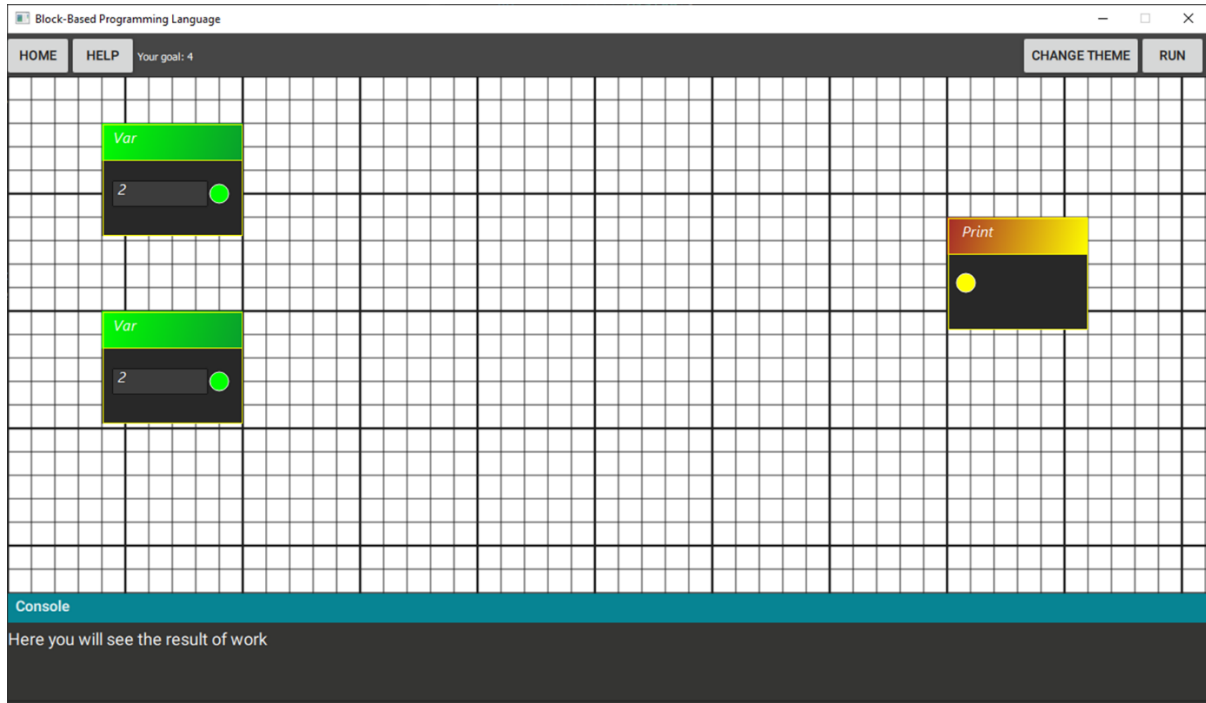 Block-Based Programming Language
HOME HELP Your goal: 4 CHANGE THEME RUN
Var
2
Print
Var
2
Console
Here you will see the result of work